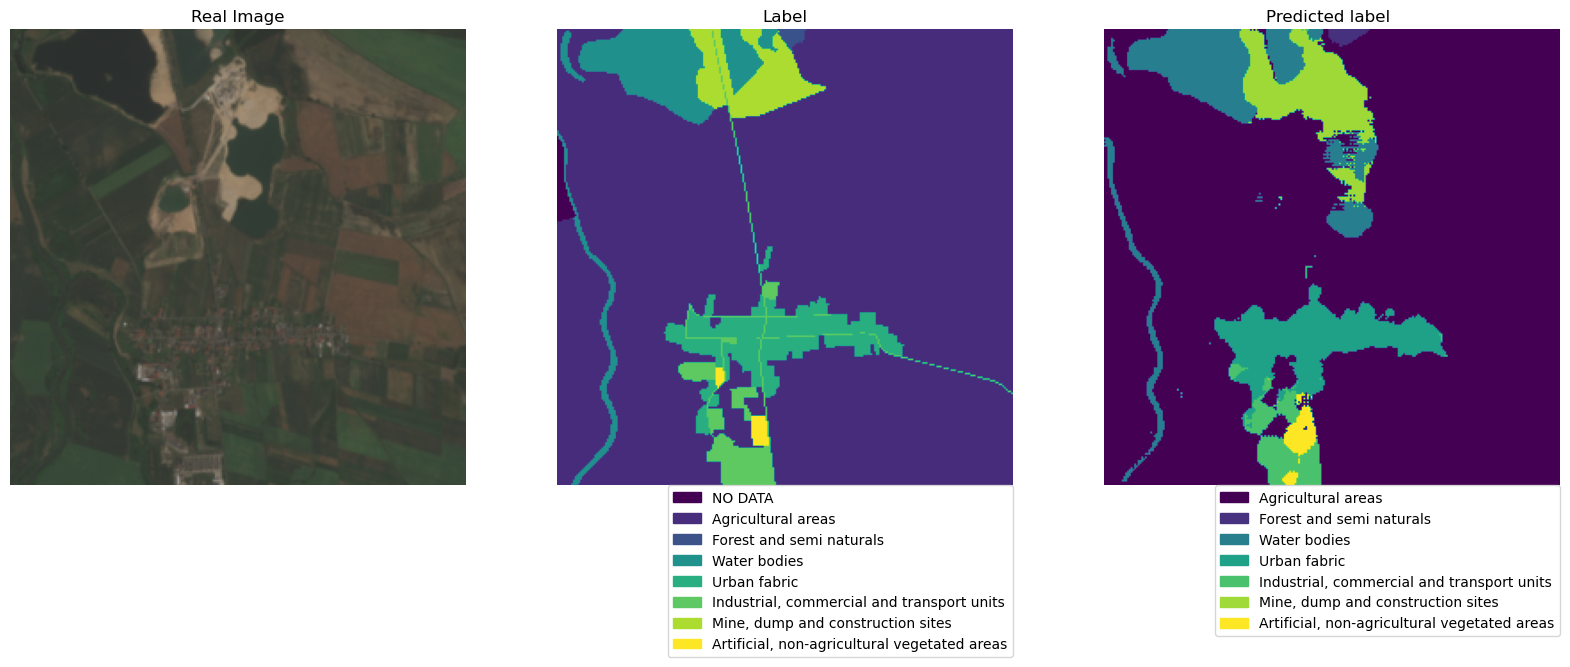 Real Image
Label
Predicted label
NO DATA
Agricultural areas
Forest and semi naturals
Water bodies
Urban fabric
Industrial, commercial and transport units
Mine, dump and construction sites
Artificial, non-agricultural vegetated areas
Agricultural areas
Forest and semi naturals
Water bodies
Urban fabric
Industrial, commercial and transport units
Mine, dump and construction sites
Artificial, non-agricultural vegetated areas